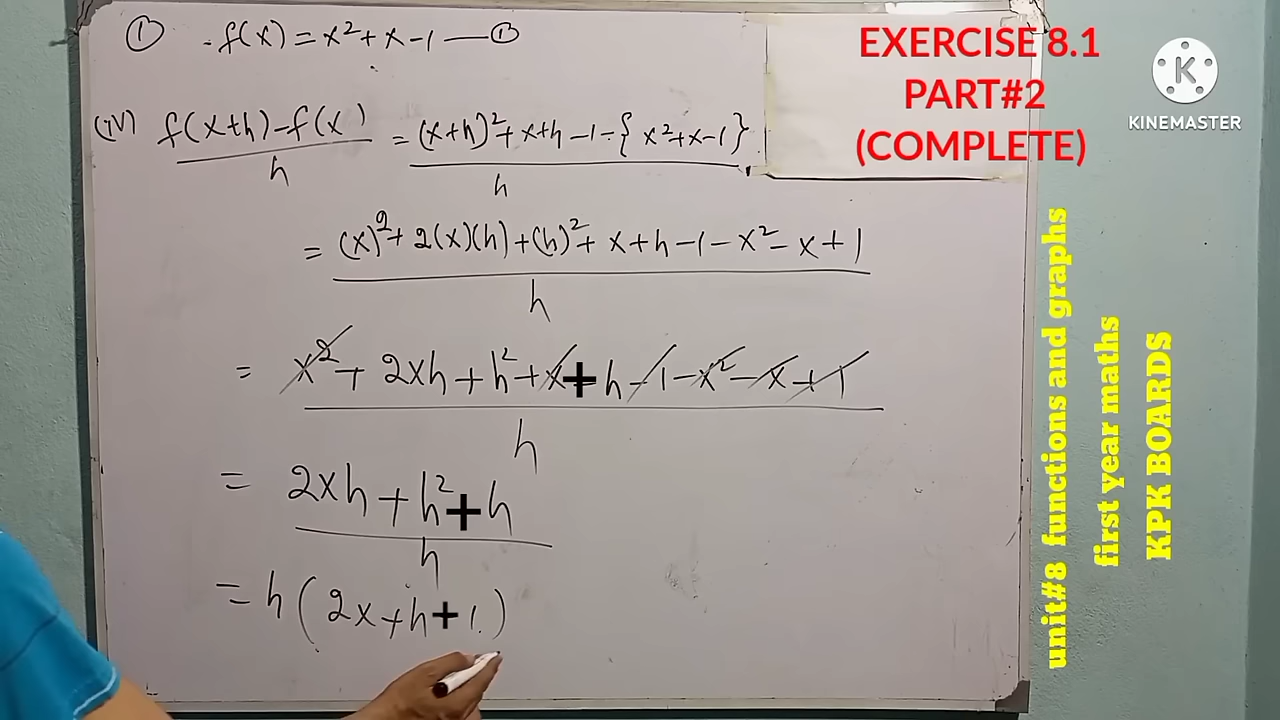 ① f(x) = x² + x - 1 —①
(iv) f(x+h) - f(x) / h = (x+h)² + x+h - 1 - { x² + x - 1 } / h
= (x)² + 2(x)(h) + (h)² + x + h - 1 - x² - x + 1 / h
= x² + 2xh + h² + x + h - 1 - x² - x + 1 / h
= 2xh + h² + h / h
= h ( 2x + h + 1 )
EXERCISE 8.1
PART#2
(COMPLETE)
KINEMASTER
unit#8 functions and graphs
first year maths
KPK BOARDS